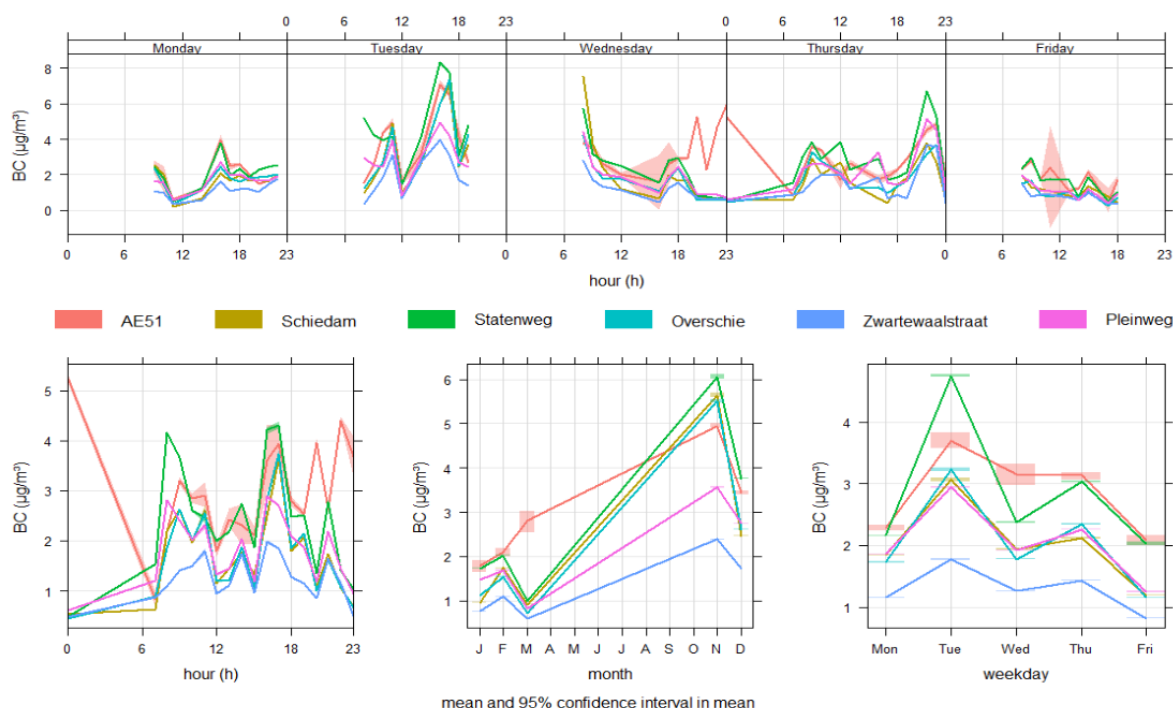 0 6 12 18 23 0 6 12 18 23
Monday Tuesday Wednesday Thursday Friday
8
6
4
2
0
BC (µg/m³)
0 6 12 18 23 0 6 12 18 23 0 6 12 18 23
hour (h)
AE51 Schiedam Statenweg Overschie Zwartewaalstraat Pleinweg
5
4
3
2
1
BC (µg/m³)
0 6 12 18 23
hour (h)
6
5
4
3
2
1
BC (µg/m³)
J F M A M J J A S O N D
month
4
3
2
1
BC (µg/m³)
Mon Tue Wed Thu Fri
weekday
mean and 95% confidence interval in mean